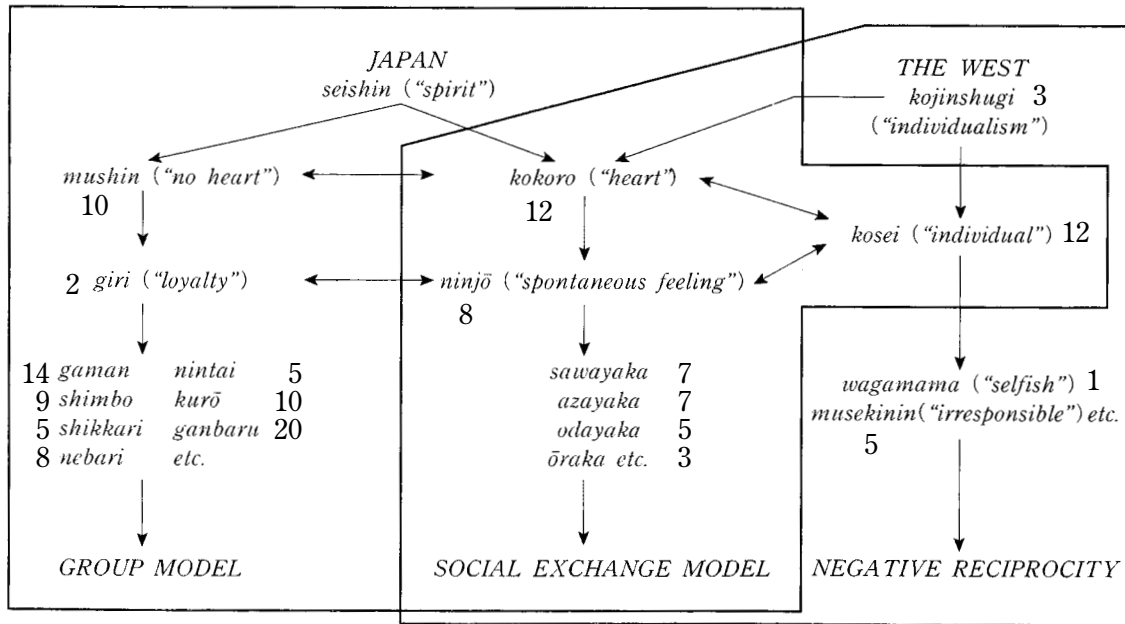 JAPAN
seishin (“spirit”)
THE WEST
kojinshugi 3
(“individualism”)
mushin (“no heart”)
10
kokoro (“heart”)
12
kosei (“individual”) 12
2 giri (“loyalty”)
ninjō (“spontaneous feeling”)
8
14 gaman nintai 5
9 shimbo kurō 10
5 shikkari ganbaru 20
8 nebari etc.
sawayaka 7
azayaka 7
odayaka 5
ōraka etc. 3
wagamama (“selfish”) 1
musekinin (“irresponsible”) etc.
5
GROUP MODEL
SOCIAL EXCHANGE MODEL
NEGATIVE RECIPROCITY